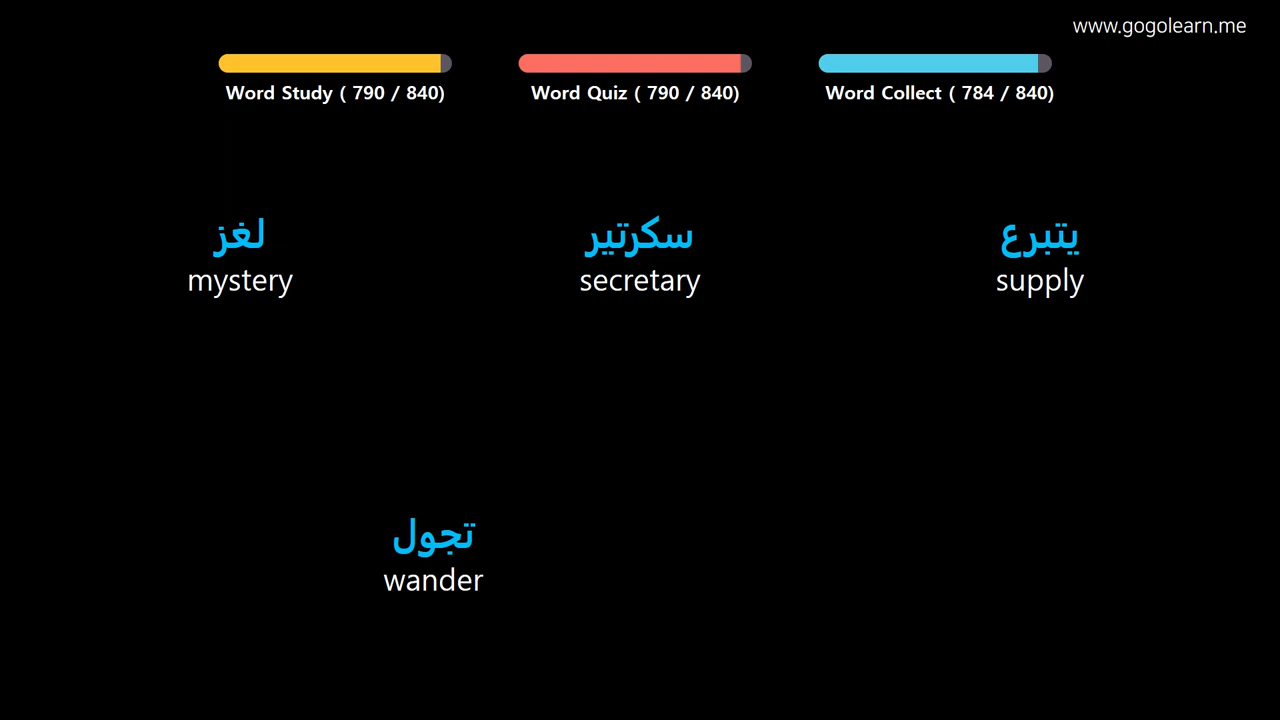 www.gogolearn.me
Word Study ( 790 / 840)
Word Quiz ( 790 / 840)
Word Collect ( 784 / 840)
لغز
mystery
سكرتير
secretary
يتبرع
supply
تجول
wander